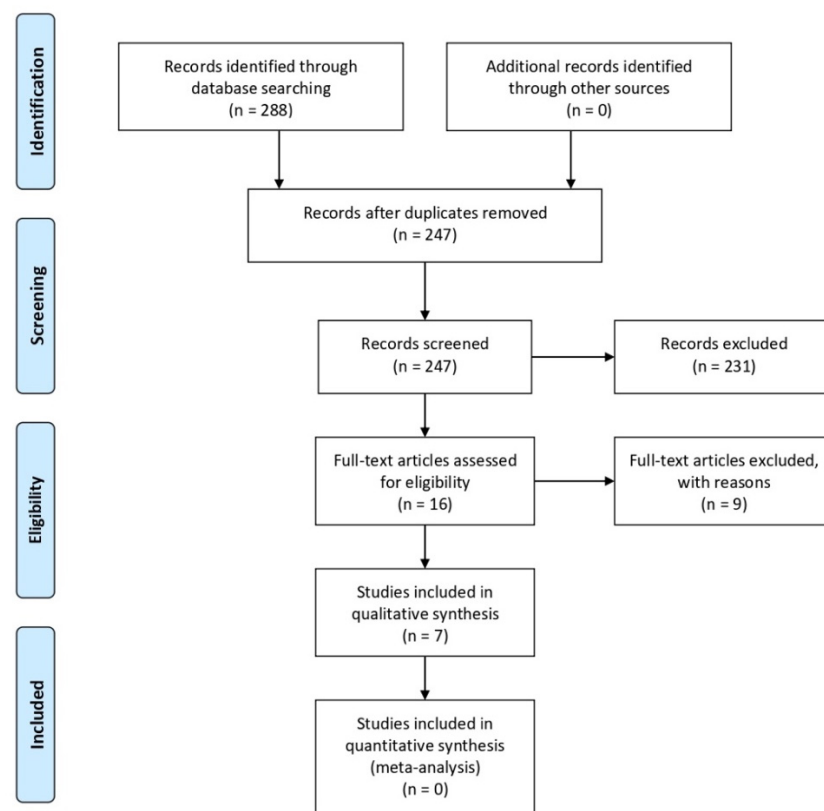 Identification
Records identified through
database searching
(n = 288)
Additional records identified
through other sources
(n = 0)
Records after duplicates removed
(n = 247)
Screening
Records screened
(n = 247)
Records excluded
(n = 231)
Eligibility
Full-text articles assessed
for eligibility
(n = 16)
Full-text articles excluded,
with reasons
(n = 9)
Studies included in
qualitative synthesis
(n = 7)
Included
Studies included in
quantitative synthesis
(meta-analysis)
(n = 0)